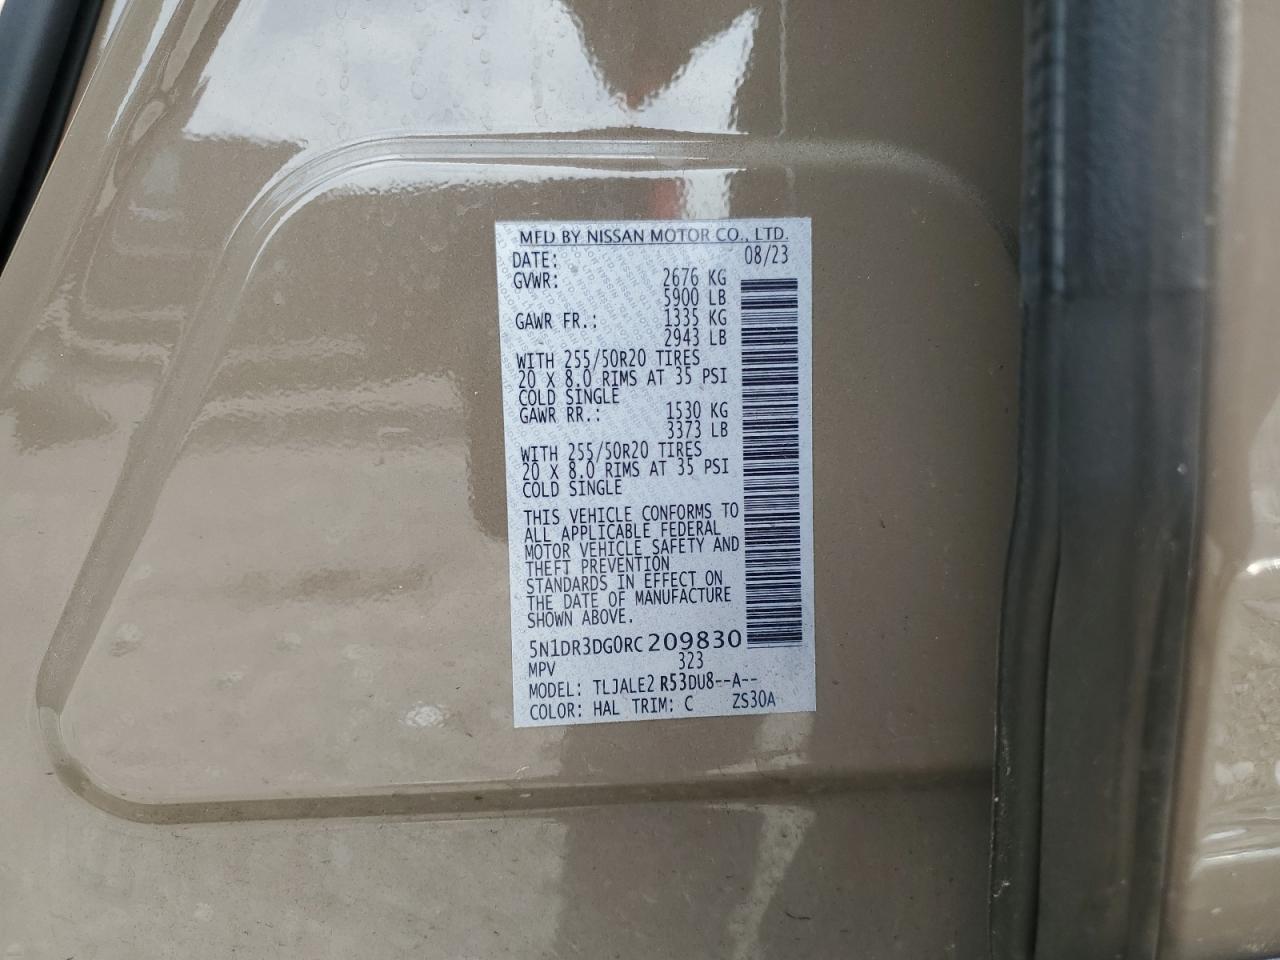 MFD BY NISSAN MOTOR CO., LTD.
DATE: 08/23
GVWR: 2676 KG
5900 LB
GAWR FR.: 1335 KG
2943 LB
WITH 255/50R20 TIRES
20 X 8.0 RIMS AT 35 PSI
COLD SINGLE
GAWR RR.: 1530 KG
3373 LB
WITH 255/50R20 TIRES
20 X 8.0 RIMS AT 35 PSI
COLD SINGLE
THIS VEHICLE CONFORMS TO
ALL APPLICABLE FEDERAL
MOTOR VEHICLE SAFETY AND
THEFT PREVENTION
STANDARDS IN EFFECT ON
THE DATE OF MANUFACTURE
SHOWN ABOVE.
5N1DR3DG0RC209830
MPV 323
MODEL: TLJALE2 R53DU8--A--
COLOR: HAL TRIM: C ZS30A